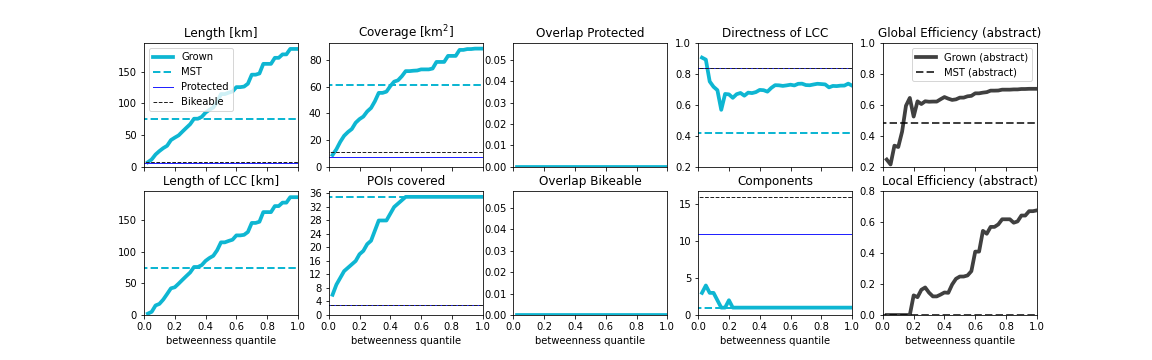 Length [km]
Coverage [km²]
Overlap Protected
Directness of LCC
Global Efficiency (abstract)
Grown
MST
Protected
Bikeable
Grown (abstract)
MST (abstract)
150
100
50
0
80
60
40
20
0
0.05
0.04
0.03
0.02
0.01
0.00
1.0
0.8
0.6
0.4
0.2
1.0
0.8
0.6
0.4
0.2
Length of LCC [km]
POIs covered
Overlap Bikeable
Components
Local Efficiency (abstract)
150
100
50
0
36
32
28
24
20
16
12
8
4
0
0.05
0.04
0.03
0.02
0.01
0.00
15
10
5
0
0.8
0.6
0.4
0.2
0.0
0.0 0.2 0.4 0.6 0.8 1.0
0.0 0.2 0.4 0.6 0.8 1.0
0.0 0.2 0.4 0.6 0.8 1.0
0.0 0.2 0.4 0.6 0.8 1.0
0.0 0.2 0.4 0.6 0.8 1.0
betweenness quantile
betweenness quantile
betweenness quantile
betweenness quantile
betweenness quantile